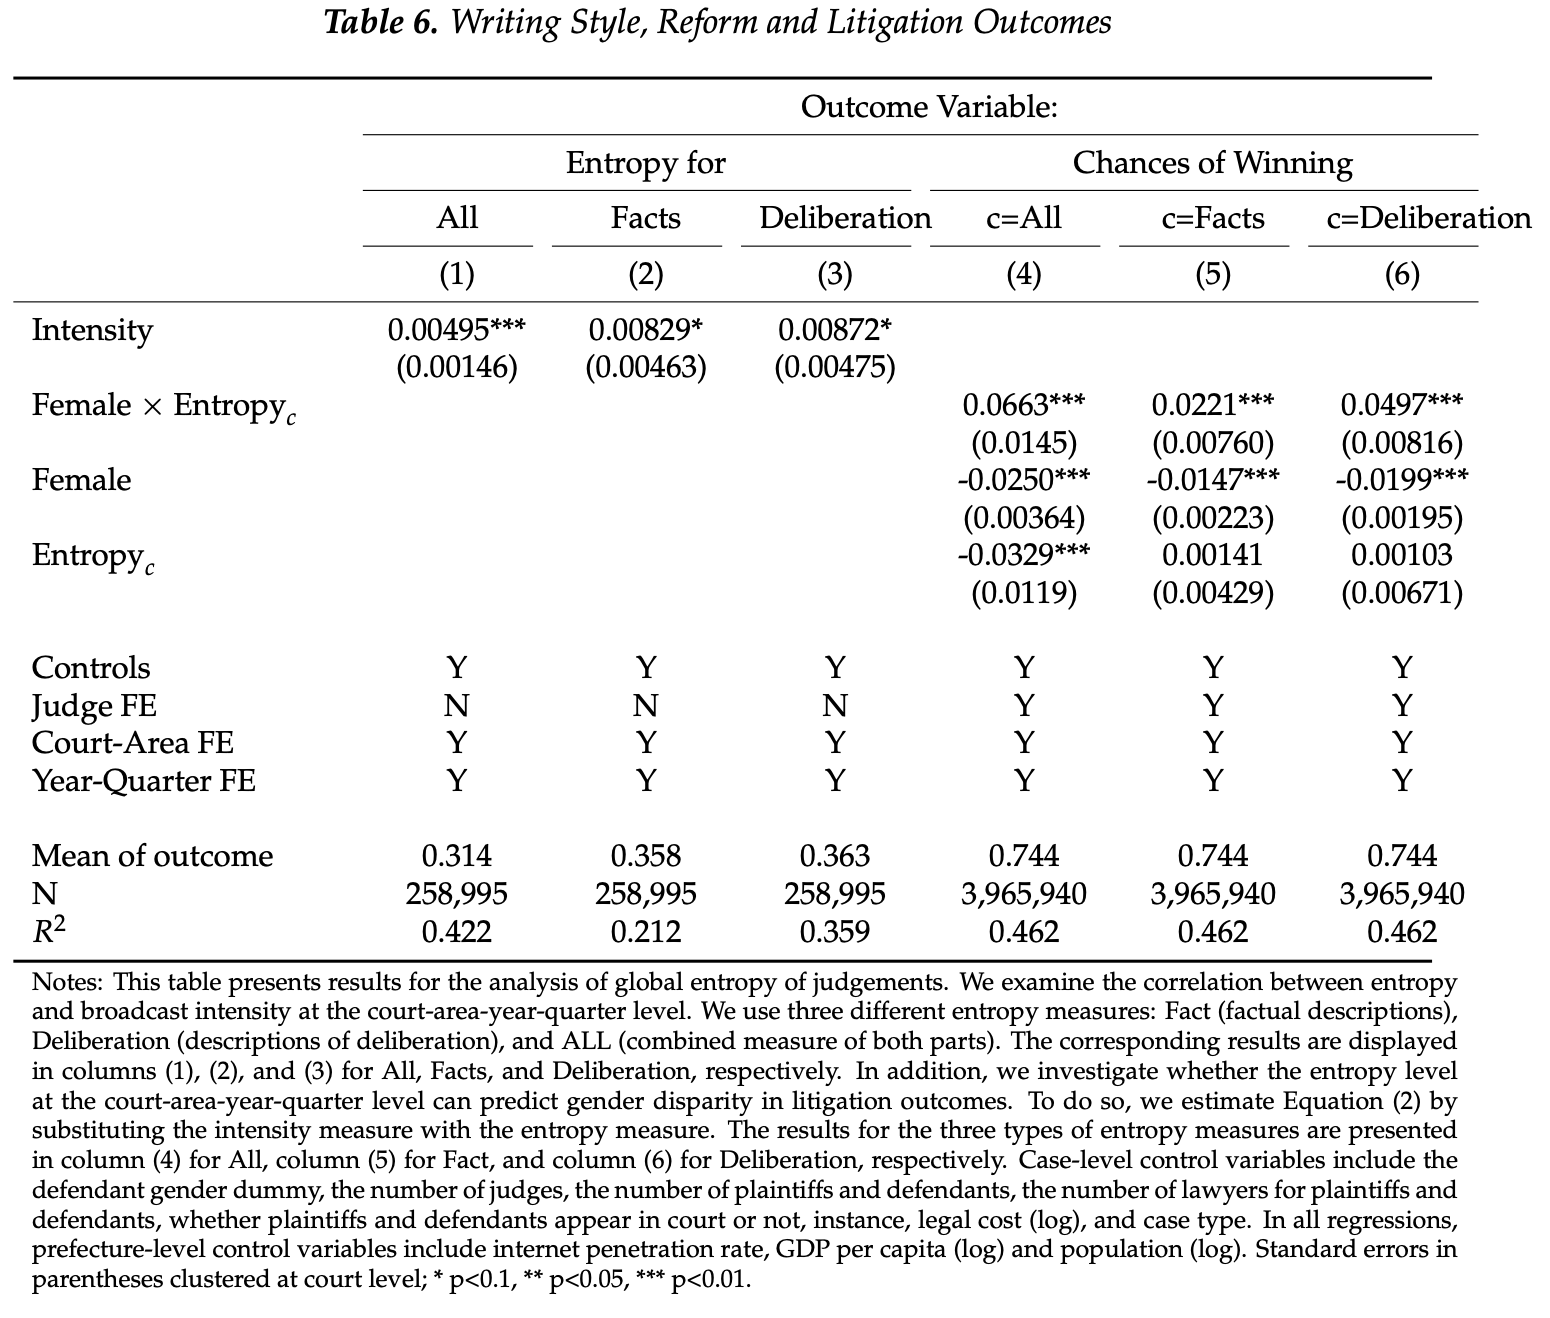 Table 6. Writing Style, Reform and Litigation Outcomes
Outcome Variable:
Entropy for Chances of Winning
All Facts Deliberation c=All c=Facts c=Deliberation
(1) (2) (3) (4) (5) (6)
Intensity 0.00495*** 0.00829* 0.00872*
(0.00146) (0.00463) (0.00475)
Female × Entropy_c 0.0663*** 0.0221*** 0.0497***
(0.0145) (0.00760) (0.00816)
Female -0.0250*** -0.0147*** -0.0199***
(0.00364) (0.00223) (0.00195)
Entropy_c -0.0329*** 0.00141 0.00103
(0.0119) (0.00429) (0.00671)
Controls Y Y Y Y Y Y
Judge FE N N N Y Y Y
Court-Area FE Y Y Y Y Y Y
Year-Quarter FE Y Y Y Y Y Y
Mean of outcome 0.314 0.358 0.363 0.744 0.744 0.744
N 258,995 258,995 258,995 3,965,940 3,965,940 3,965,940
R² 0.422 0.212 0.359 0.462 0.462 0.462
Notes: This table presents results for the analysis of global entropy of judgements. We examine the correlation between entropy
and broadcast intensity at the court-area-year-quarter level. We use three different entropy measures: Fact (factual descriptions),
Deliberation (descriptions of deliberation), and ALL (combined measure of both parts). The corresponding results are displayed
in columns (1), (2), and (3) for All, Facts, and Deliberation, respectively. In addition, we investigate whether the entropy level
at the court-area-year-quarter level can predict gender disparity in litigation outcomes. To do so, we estimate Equation (2) by
substituting the intensity measure with the entropy measure. The results for the three types of entropy measures are presented
in column (4) for All, column (5) for Fact, and column (6) for Deliberation, respectively. Case-level control variables include the
defendant gender dummy, the number of judges, the number of plaintiffs and defendants, the number of lawyers for plaintiffs and
defendants, whether plaintiffs and defendants appear in court or not, instance, legal cost (log), and case type. In all regressions,
prefecture-level control variables include internet penetration rate, GDP per capita (log) and population (log). Standard errors in
parentheses clustered at court level; * p<0.1, ** p<0.05, *** p<0.01.